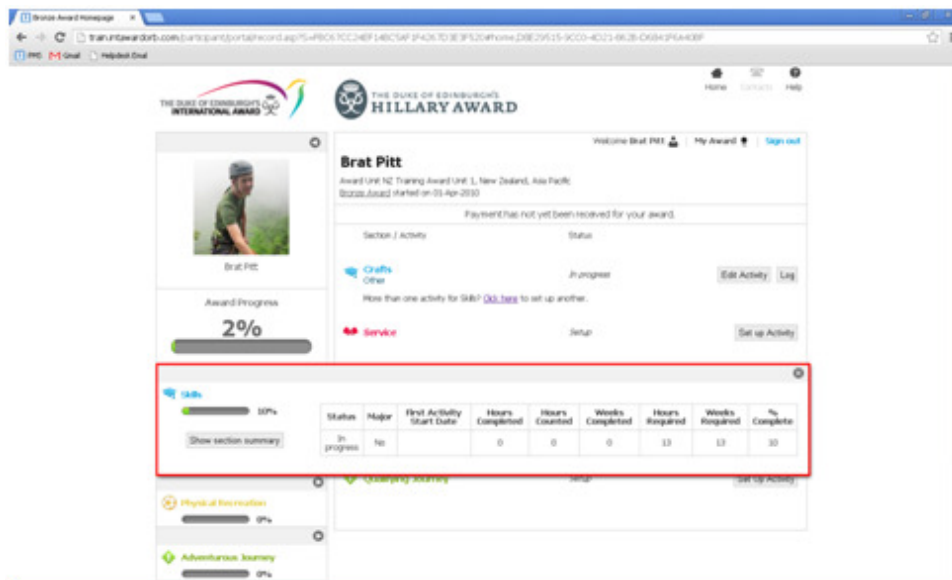 Bronze Award Homepage
PMS Gmail Helpdesk Email
THE DUKE OF EDINBURGH'S
INTERNATIONAL AWARD
THE DUKE OF EDINBURGH'S
HILLARY AWARD
Home Contacts Help
Welcome Brat Pitt My Award Sign out
Brat Pitt
Award Unit NZ Training Award Unit 1, New Zealand, Asia Pacific
Bronze Award started on 01-Apr-2010
Payment has not yet been received for your award.
Section / Activity Status
Crafts In progress Edit Activity Log
Other
More than one activity for Skills? Click here to set up another.
Service Setup Set up Activity
Brat Pitt
Award Progress
2%
Skills
10%
Show section summary
Status Major First Activity Start Date Hours Completed Hours Counted Weeks Completed Hours Required Weeks Required % Complete
In progress No 0 0 0 13 13 10
Qualifying Journey Setup Set Up Activity
Physical Recreation
0%
Adventurous Journey
0%